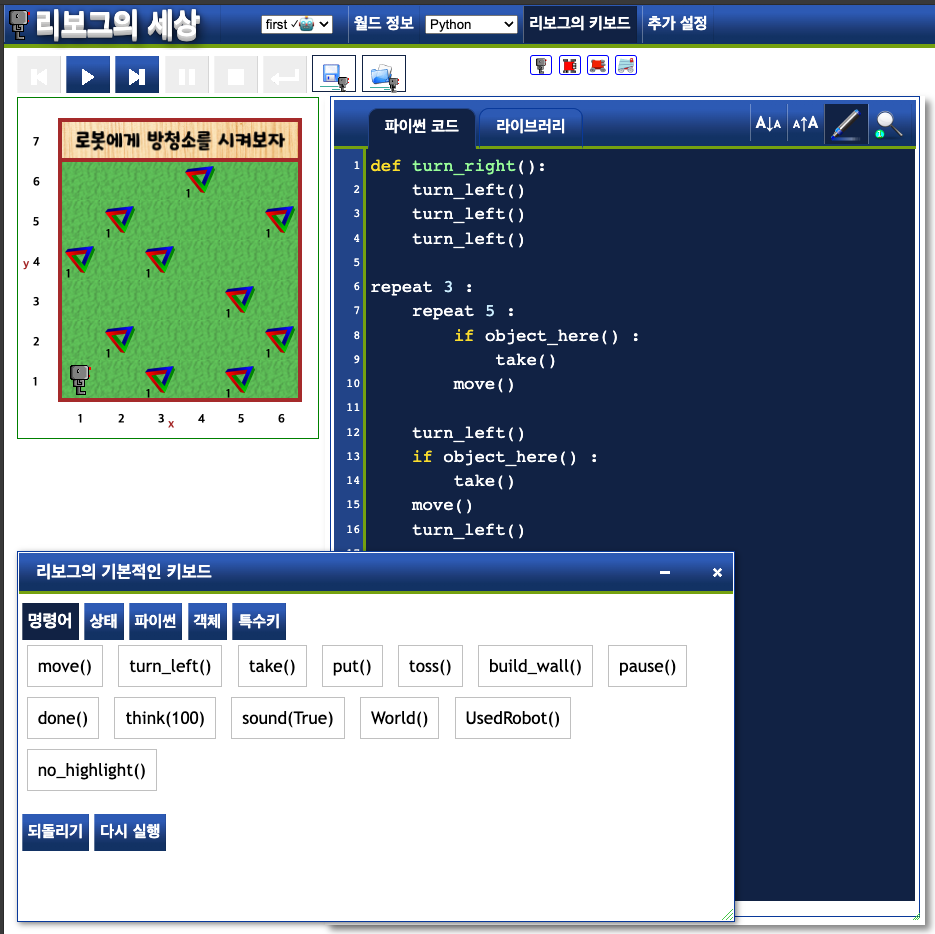 리보그의 세상
first ✓🤖
월드 정보
Python
리보그의 키보드
추가 설정
파이썬 코드
라이브러리
A↓A
A↑A
7
로봇에게 방청소를 시켜보자
6
1
5
1
1
y 4
1
1
3
1
2
1
1
1
1
1
1 2 3 x 4 5 6
1 def turn_right():
2 turn_left()
3 turn_left()
4 turn_left()
5
6 repeat 3 :
7 repeat 5 :
8 if object_here() :
9 take()
10 move()
11
12 turn_left()
13 if object_here() :
14 take()
15 move()
16 turn_left()
리보그의 기본적인 키보드
명령어 상태 파이썬 객체 특수키
move() turn_left() take() put() toss() build_wall() pause()
done() think(100) sound(True) World() UsedRobot()
no_highlight()
되돌리기 다시 실행